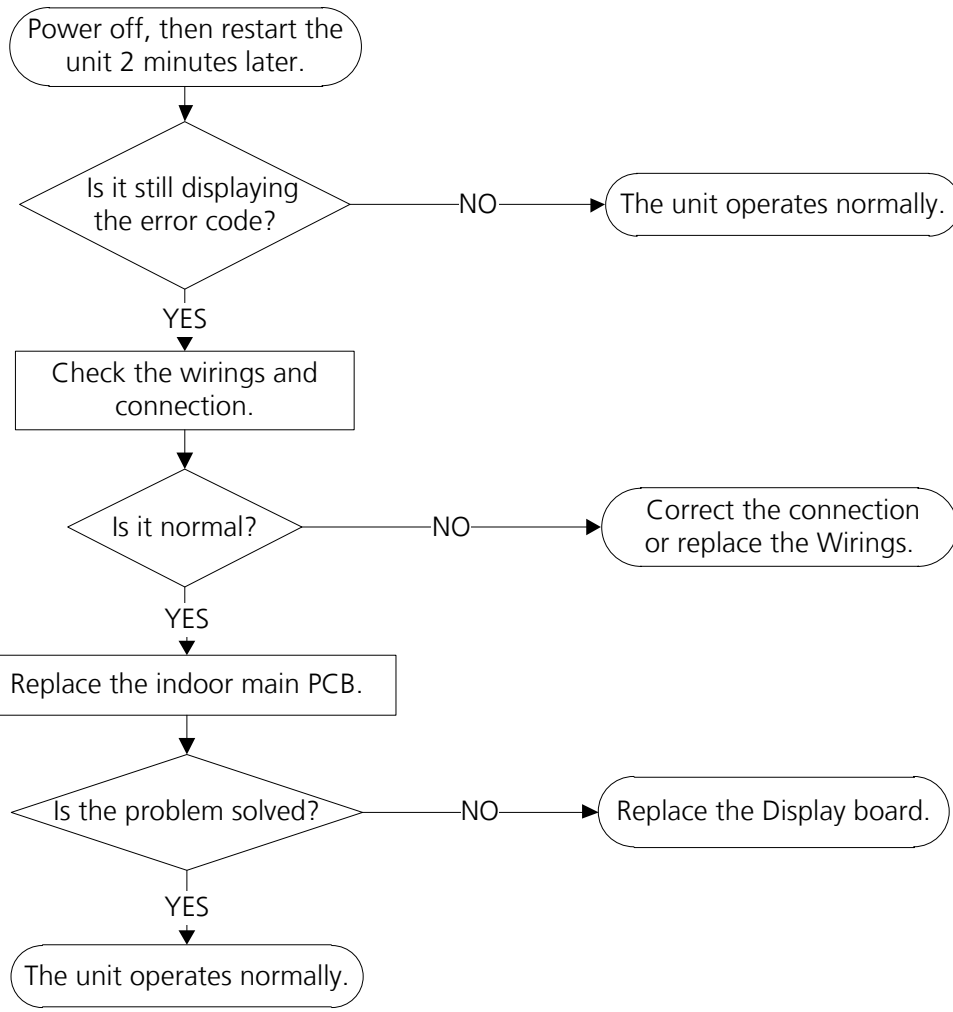 Power off, then restart the
unit 2 minutes later.
Is it still displaying
the error code?
NO
The unit operates normally.
YES
Check the wirings and
connection.
Is it normal?
NO
Correct the connection
or replace the Wirings.
YES
Replace the indoor main PCB.
Is the problem solved?
NO
Replace the Display board.
YES
The unit operates normally.